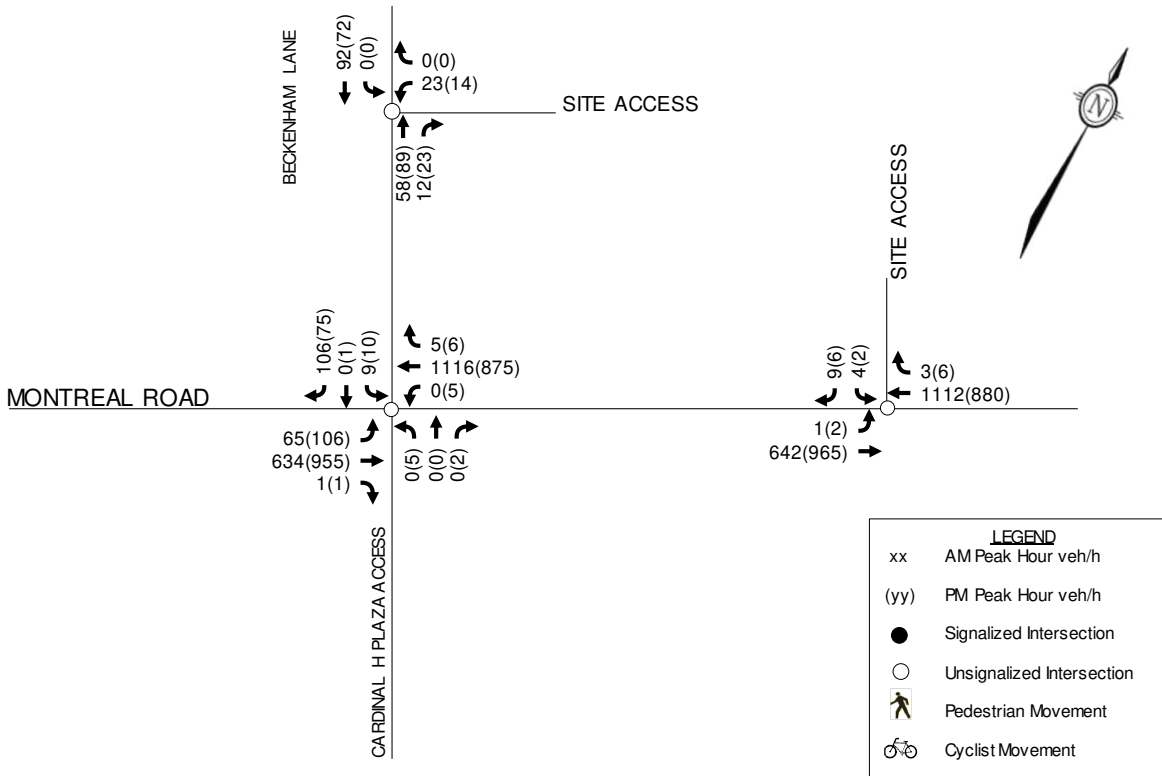 BECKENHAM LANE
92(72)
0(0)
0(0)
23(14)
SITE ACCESS
58(89)
12(23)
N
SITE ACCESS
106(75)
0(1)
9(10)
5(6)
1116(875)
0(5)
9(6)
4(2)
3(6)
1112(880)
MONTREAL ROAD
65(106)
634(955)
1(1)
0(5)
0(0)
0(2)
1(2)
642(965)
CARDINAL H PLAZA ACCESS
LEGEND
xx AM Peak Hour veh/h
(yy) PM Peak Hour veh/h
Signalized Intersection
Unsignalized Intersection
Pedestrian Movement
Cyclist Movement